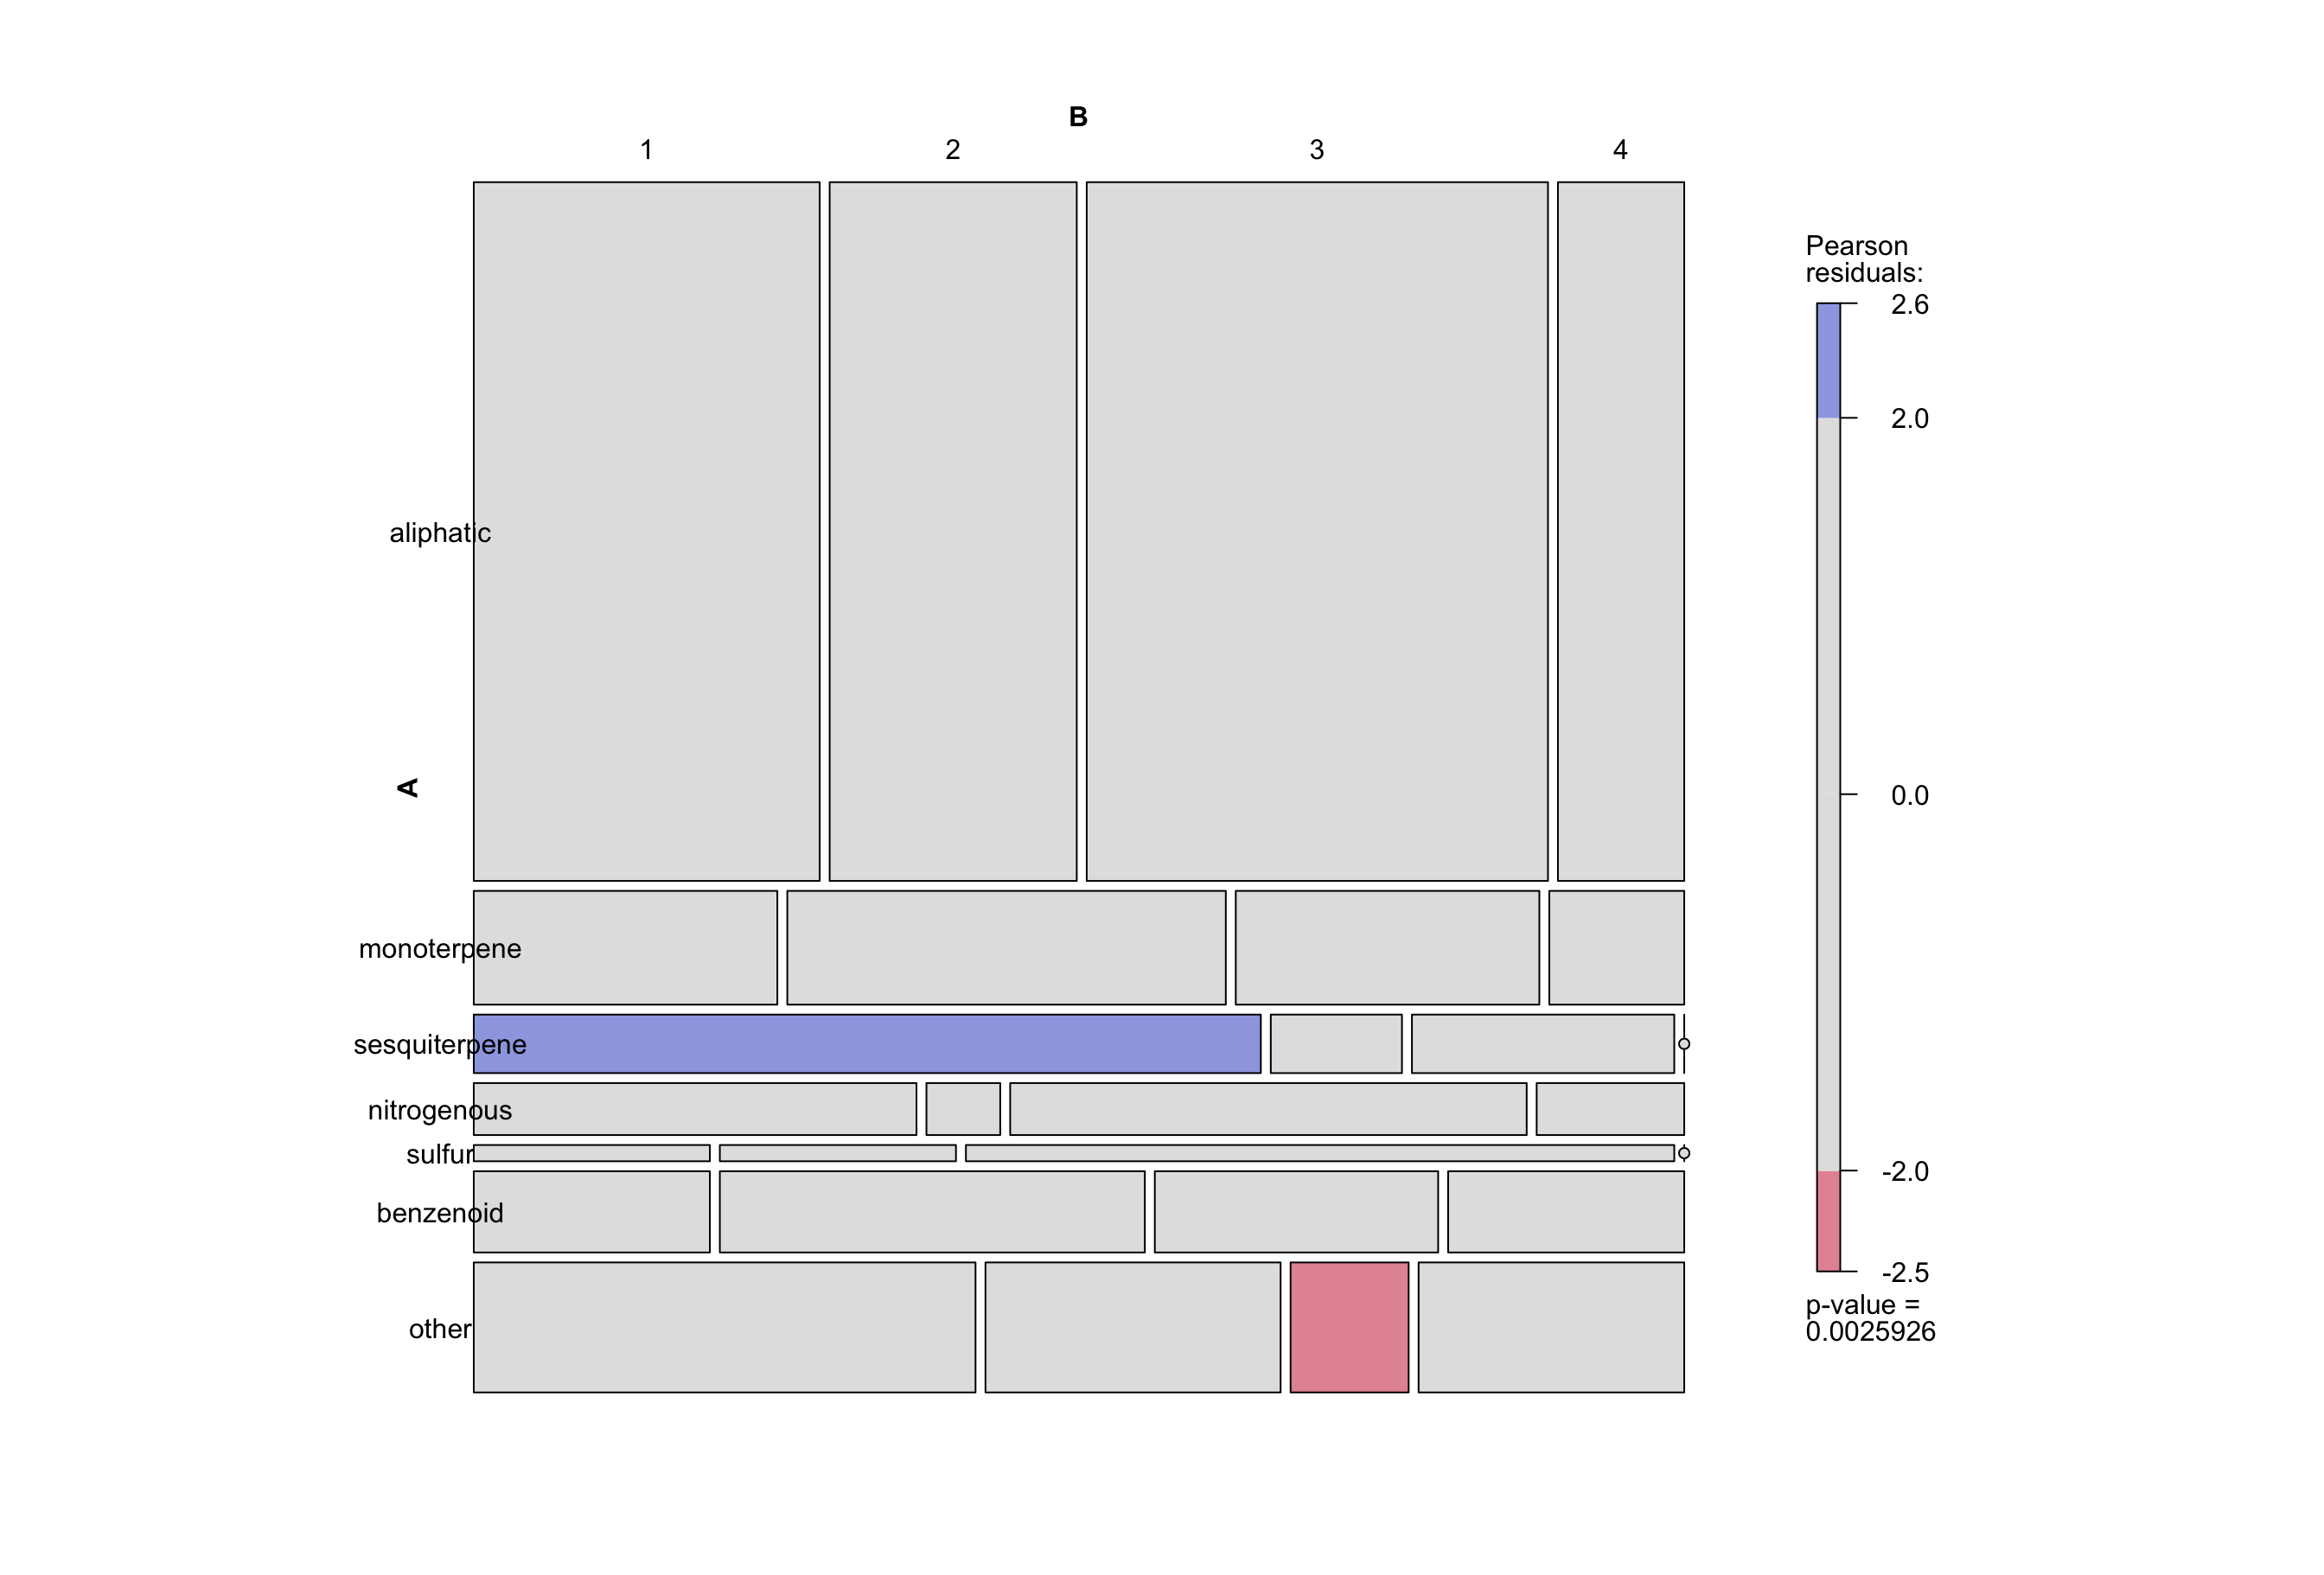 B
1 2 3 4
Pearson
residuals:
2.6
2.0
aliphatic
A
0.0
monoterpene
sesquiterpene
nitrogenous
sulfur
-2.0
benzenoid
-2.5
p-value =
0.0025926
other